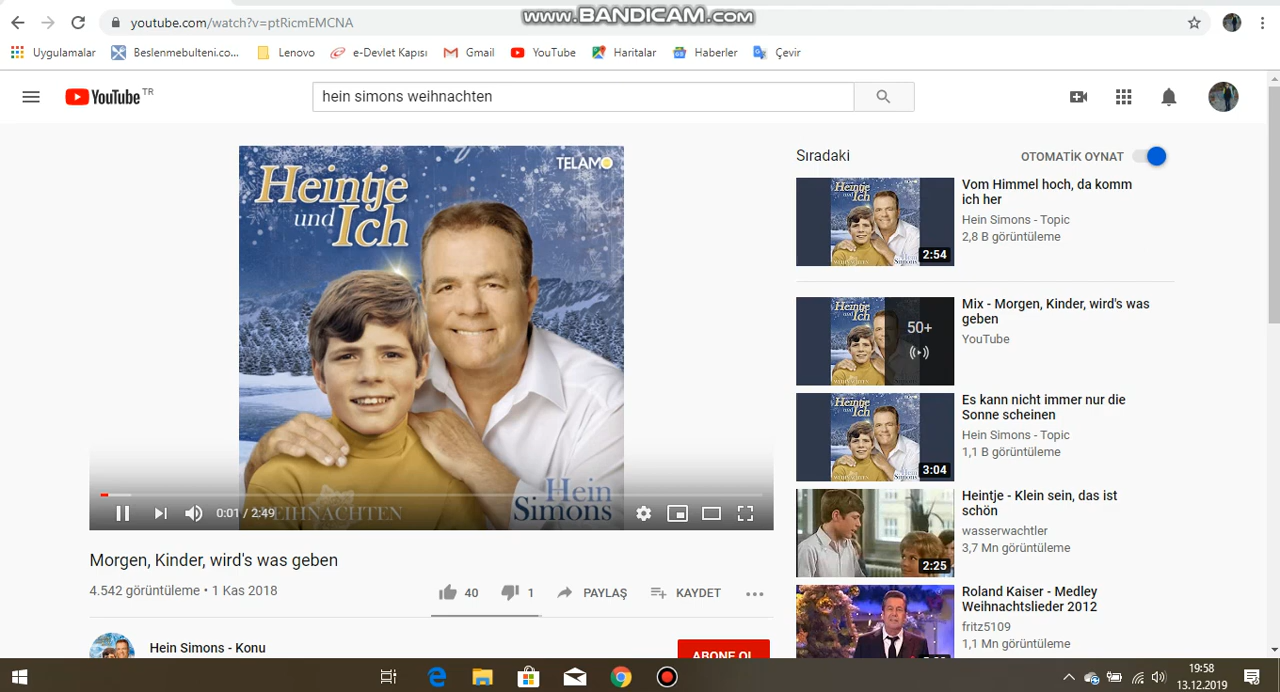 youtube.com/watch?v=ptRicmEMCNA
www.BANDICAM.com
Uygulamalar
Beslenmebulteni.co...
Lenovo
e-Devlet Kapısı
Gmail
YouTube
Haritalar
Haberler
Çevir
YouTube TR
hein simons weihnachten
TELAMO
Heintje
und Ich
Hein
Simons
WEIHNACHTEN
0:01 / 2:49
Morgen, Kinder, wird's was geben
4.542 görüntüleme • 1 Kas 2018
40
1
PAYLAŞ
KAYDET
Hein Simons - Konu
ABONE OL
Sıradaki
OTOMATİK OYNAT
Vom Himmel hoch, da komm
ich her
Hein Simons - Topic
2,8 B görüntüleme
2:54
Mix - Morgen, Kinder, wird's was
geben
YouTube
50+
Es kann nicht immer nur die
Sonne scheinen
Hein Simons - Topic
1,1 B görüntüleme
3:04
Heintje - Klein sein, das ist
schön
wasserwachtler
3,7 Mn görüntüleme
2:25
Roland Kaiser - Medley
Weihnachtslieder 2012
fritz5109
1,1 Mn görüntüleme
19:58
13.12.2019